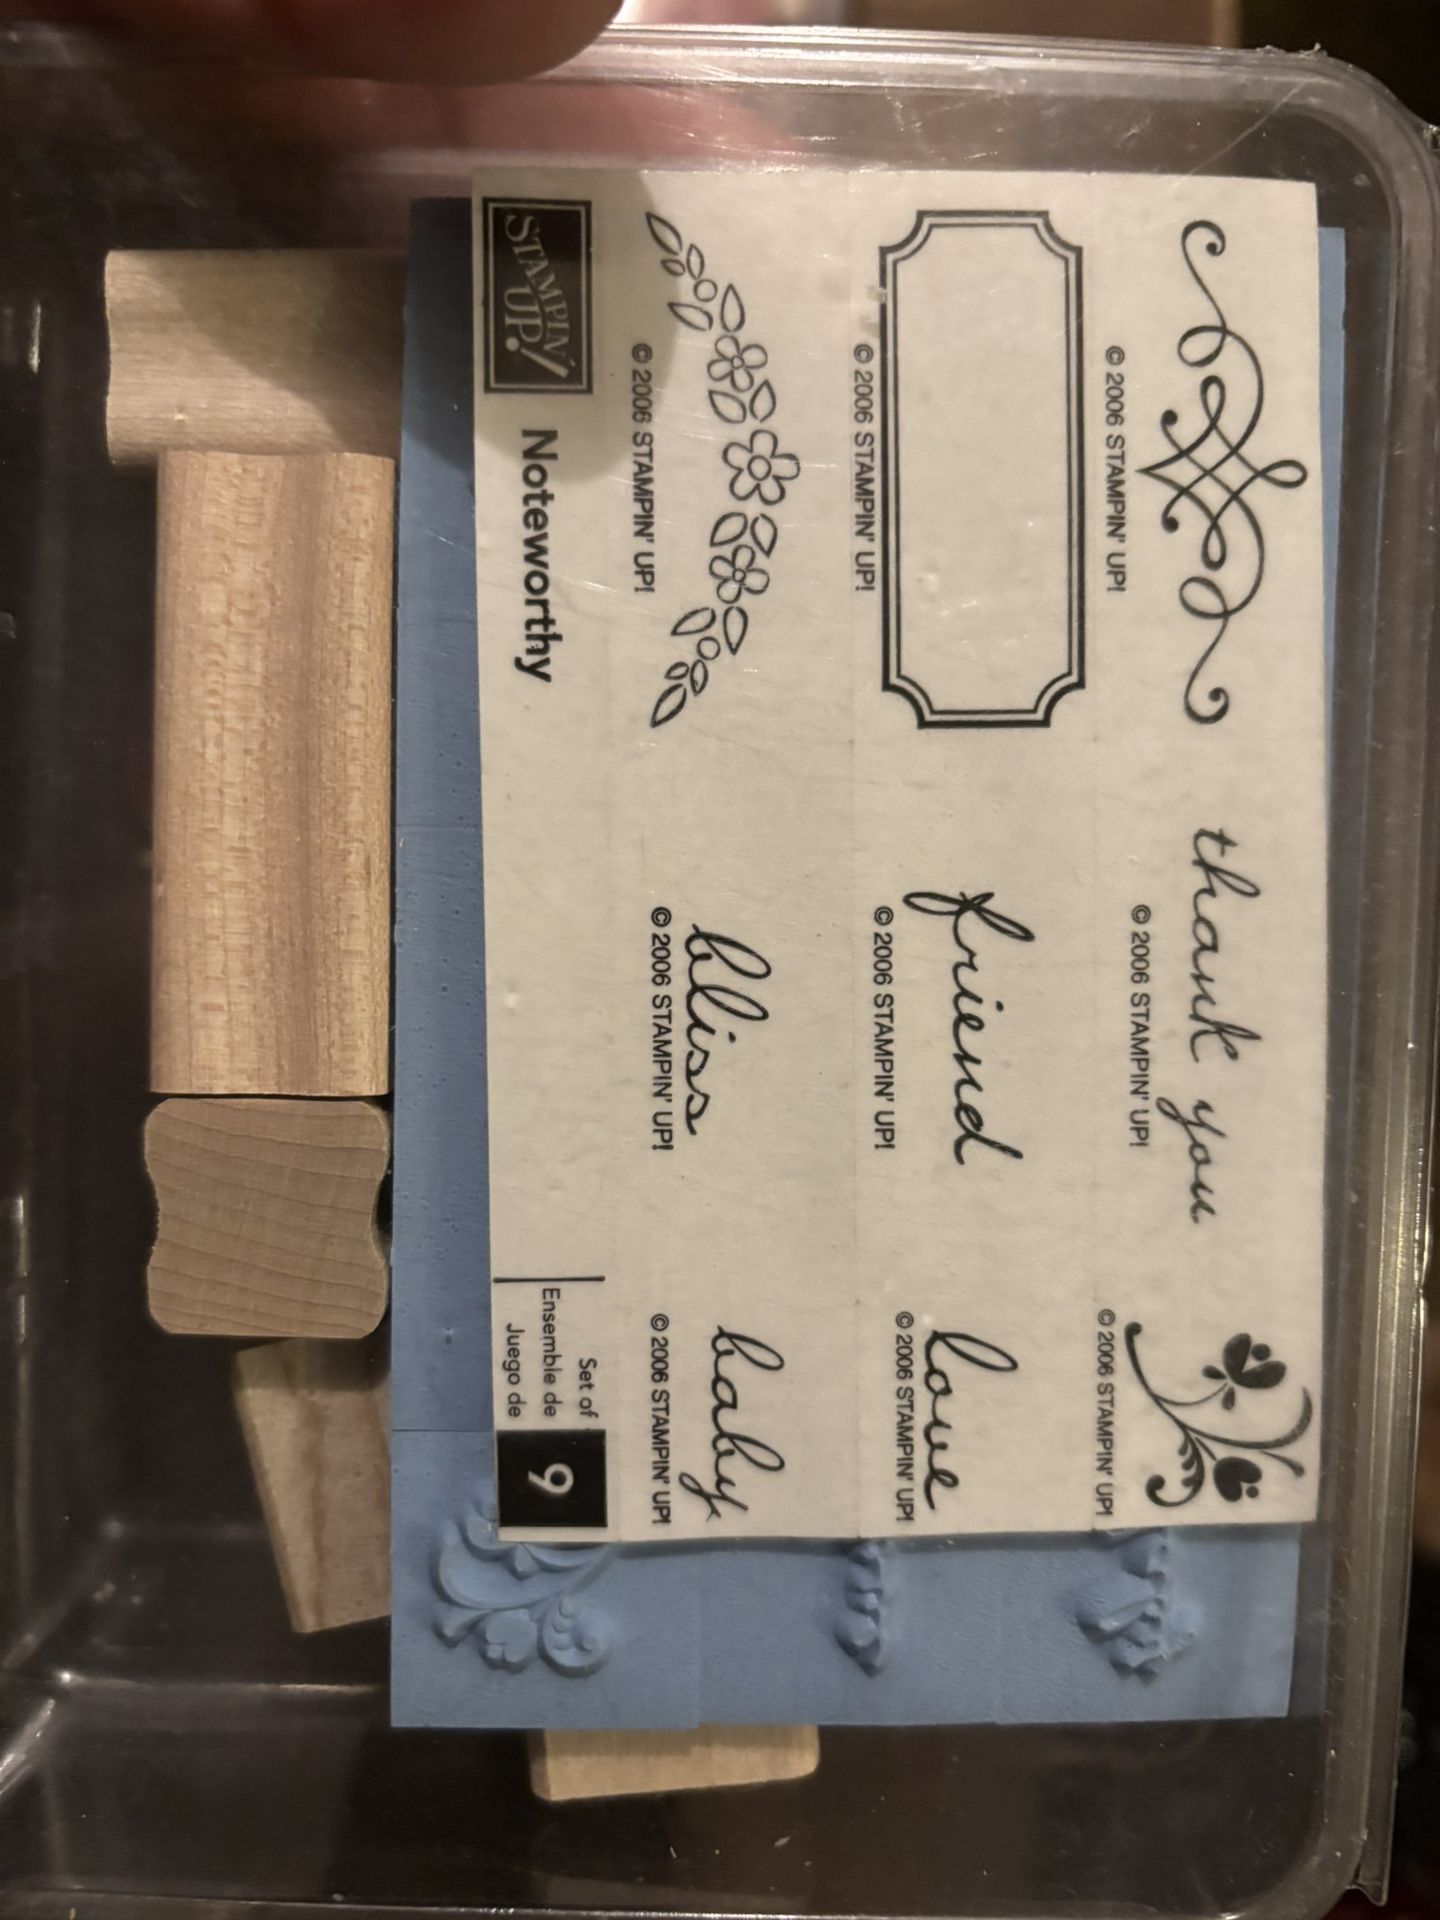 thank you
© 2006 STAMPIN' UP!
© 2006 STAMPIN' UP!
© 2006 STAMPIN' UP!
friend
love
© 2006 STAMPIN' UP!
© 2006 STAMPIN' UP!
© 2006 STAMPIN' UP!
bliss
baby
© 2006 STAMPIN' UP!
© 2006 STAMPIN' UP!
© 2006 STAMPIN' UP!
STAMPIN' UP!
Noteworthy
Set of
Ensemble de
Juego de
9